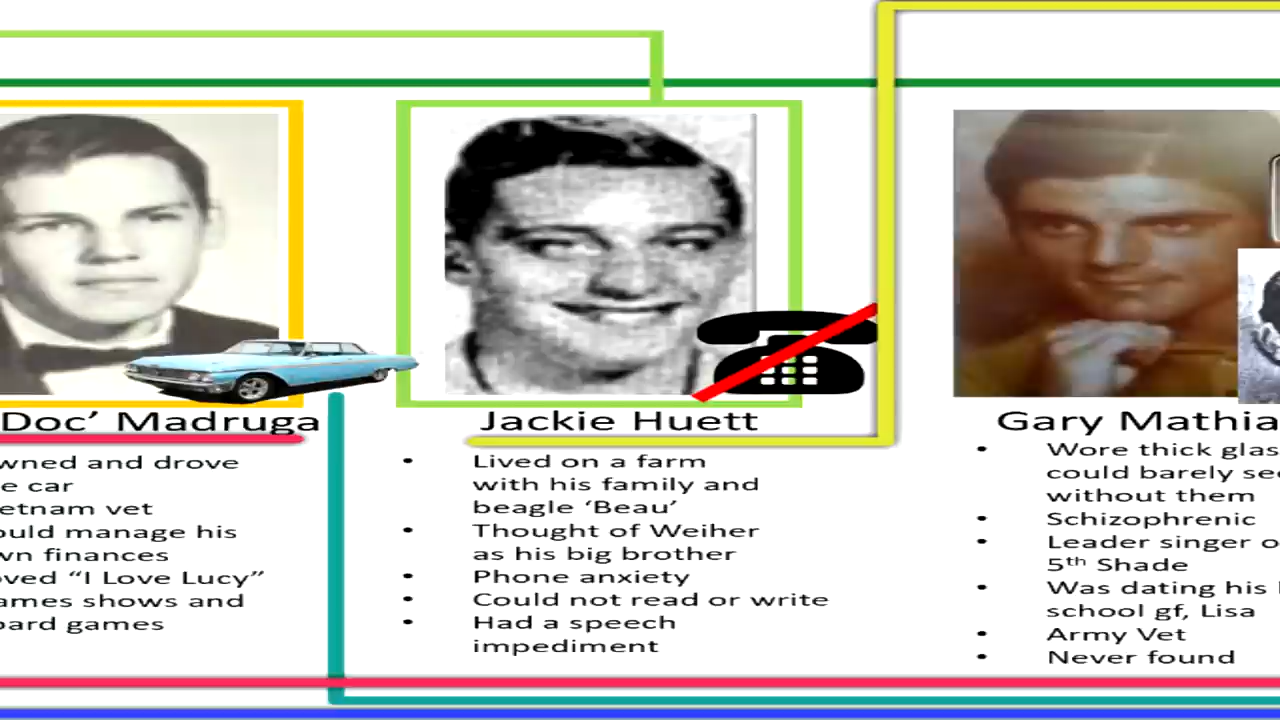 Doc’ Madruga
wned and drove
e car
etnam vet
ould manage his
wn finances
oved “I Love Lucy”
ames shows and
oard games
Jackie Huett
• Lived on a farm
with his family and
beagle ‘Beau’
• Thought of Weiher
as his big brother
• Phone anxiety
• Could not read or write
• Had a speech
impediment
Gary Mathia
• Wore thick glas
could barely see
without them
• Schizophrenic
• Leader singer o
5th Shade
• Was dating his
school gf, Lisa
• Army Vet
• Never found